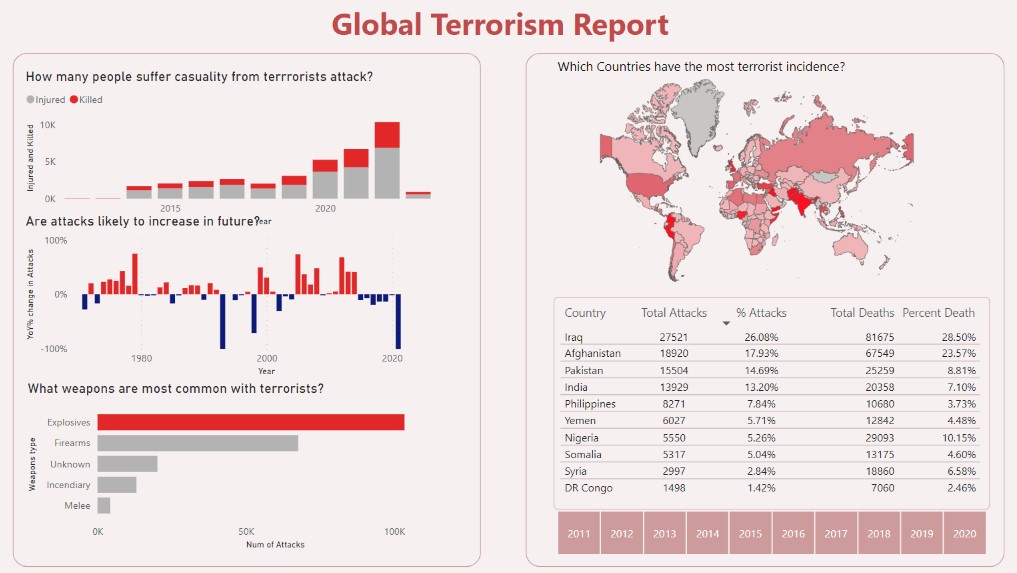 Global Terrorism Report
How many people suffer casuality from terrrorists attack?
Injured Killed
Injured and Killed
10K
5K
0K
2015 2020
Year
Are attacks likely to increase in future?
YoY% change in Attacks
100%
0%
-100%
1980 2000 2020
Year
What weapons are most common with terrorists?
Weapons type
Explosives
Firearms
Unknown
Incendiary
Melee
0K 50K 100K
Num of Attacks
Which Countries have the most terrorist incidence?
Country Total Attacks % Attacks Total Deaths Percent Death
Iraq 27521 26.08% 81675 28.50%
Afghanistan 18920 17.93% 67549 23.57%
Pakistan 15504 14.69% 25259 8.81%
India 13929 13.20% 20358 7.10%
Philippines 8271 7.84% 10680 3.73%
Yemen 6027 5.71% 12842 4.48%
Nigeria 5550 5.26% 29093 10.15%
Somalia 5317 5.04% 13175 4.60%
Syria 2997 2.84% 18860 6.58%
DR Congo 1498 1.42% 7060 2.46%
2011 2012 2013 2014 2015 2016 2017 2018 2019 2020